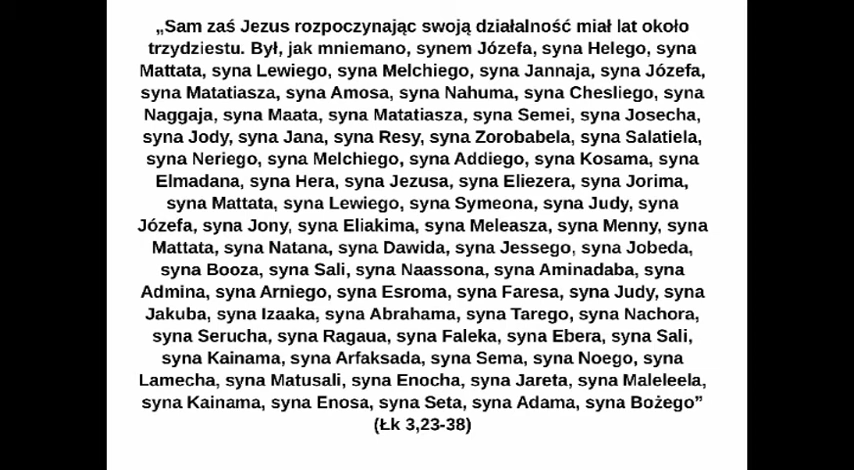 „Sam zaś Jezus rozpoczynając swoją działalność miał lat około
trzydziestu. Był, jak mniemano, synem Józefa, syna Helego, syna
Mattata, syna Lewiego, syna Melchiego, syna Jannaja, syna Józefa,
syna Matatiasza, syna Amosa, syna Nahuma, syna Chesliego, syna
Naggaja, syna Maata, syna Matatiasza, syna Semei, syna Josecha,
syna Jody, syna Jana, syna Resy, syna Zorobabela, syna Salatiela,
syna Neriego, syna Melchiego, syna Addiego, syna Kosama, syna
Elmadana, syna Hera, syna Jezusa, syna Eliezera, syna Jorima,
syna Mattata, syna Lewiego, syna Symeona, syna Judy, syna
Józefa, syna Jony, syna Eliakima, syna Meleasza, syna Menny, syna
Mattata, syna Natana, syna Dawida, syna Jessego, syna Jobeda,
syna Booza, syna Sali, syna Naassona, syna Aminadaba, syna
Admina, syna Arniego, syna Esroma, syna Faresa, syna Judy, syna
Jakuba, syna Izaaka, syna Abrahama, syna Tarego, syna Nachora,
syna Serucha, syna Ragaua, syna Faleka, syna Ebera, syna Sali,
syna Kainama, syna Arfaksada, syna Sema, syna Noego, syna
Lamecha, syna Matusali, syna Enocha, syna Jareta, syna Maleleela,
syna Kainama, syna Enosa, syna Seta, syna Adama, syna Bożego”
(Łk 3,23-38)